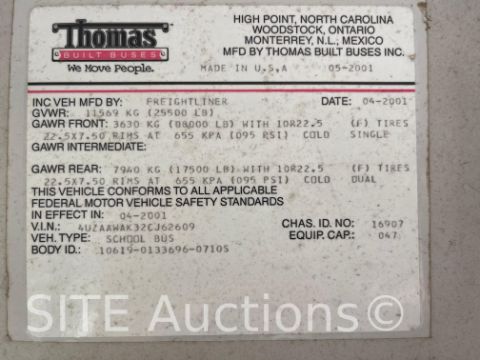 Thomas
BUILT BUSES
We Move People.
HIGH POINT, NORTH CAROLINA
WOODSTOCK, ONTARIO
MONTERREY, N.L., MEXICO
MFD BY THOMAS BUILT BUSES INC.
MADE IN U.S.A 05-2001
INC VEH MFD BY: FREIGHTLINER DATE: 04-2001
GVWR: 11569 KG (25500 LB)
GAWR FRONT: 3630 KG (08000 LB) WITH 10R22.5 (F) TIRES
22.5X7.50 RIMS AT 655 KPA (095 PSI) COLD SINGLE
GAWR INTERMEDIATE:
GAWR REAR: 7940 KG (17500 LB) WITH 10R22.5 (F) TIRES
22.5X7.50 RIMS AT 655 KPA (095 PSI) COLD DUAL
THIS VEHICLE CONFORMS TO ALL APPLICABLE
FEDERAL MOTOR VEHICLE SAFETY STANDARDS
IN EFFECT IN: 04-2001
V.I.N.: 4UZAAWAK32CJ62609 CHAS. ID. NO.: 16907
VEH. TYPE: SCHOOL BUS EQUIP. CAP.: 047
BODY ID.: 10619-0133696-0710S
SITE Auctions©